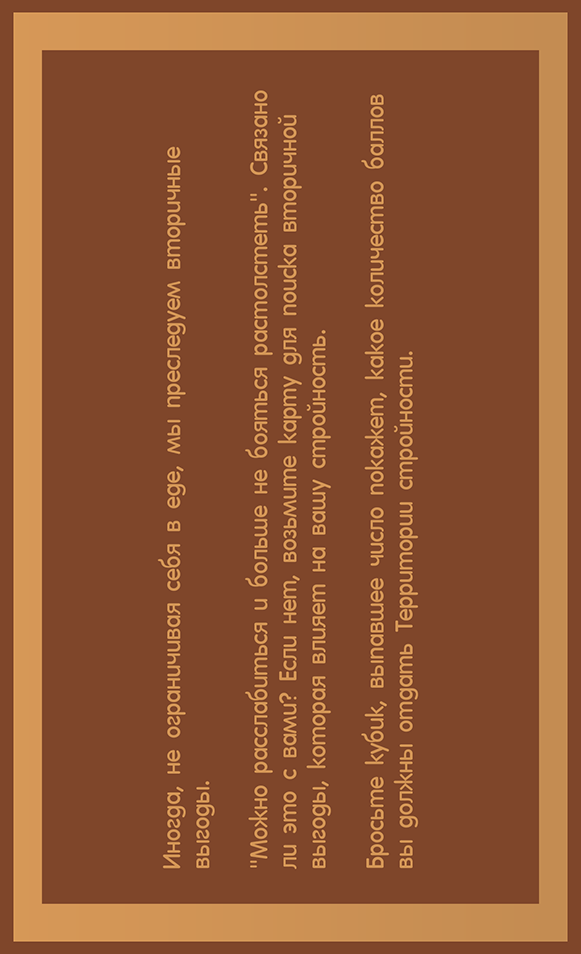 Иногда, не ограничивая себя в еде, мы преследуем вторичные
выгоды.
"Можно расслабиться и больше не бояться растолстеть". Связано
ли это с вами? Если нет, возьмите карту для поиска вторичной
выгоды, которая влияет на вашу стройность.
Бросьте кубик, выпавшее число покажет, какое количество баллов
вы должны отдать Территории стройности.